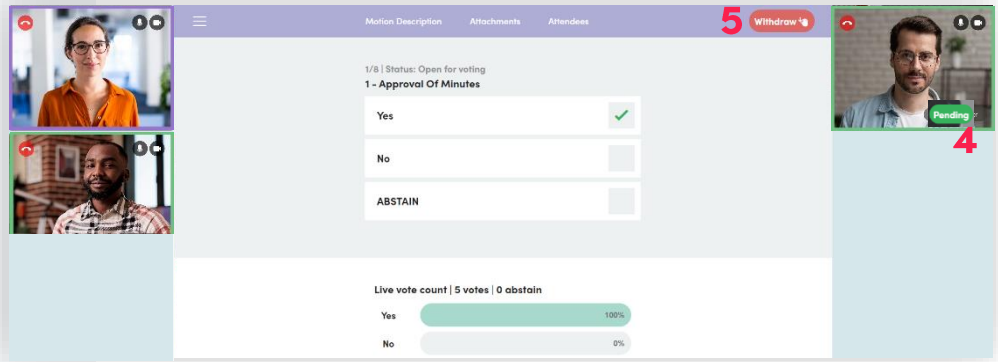 Motion Description Attachments Attendees 5 Withdraw
1/8 | Status: Open for voting
1 - Approval Of Minutes
Yes
Pending
4
No
ABSTAIN
Live vote count | 5 votes | 0 abstain
Yes 100%
No 0%